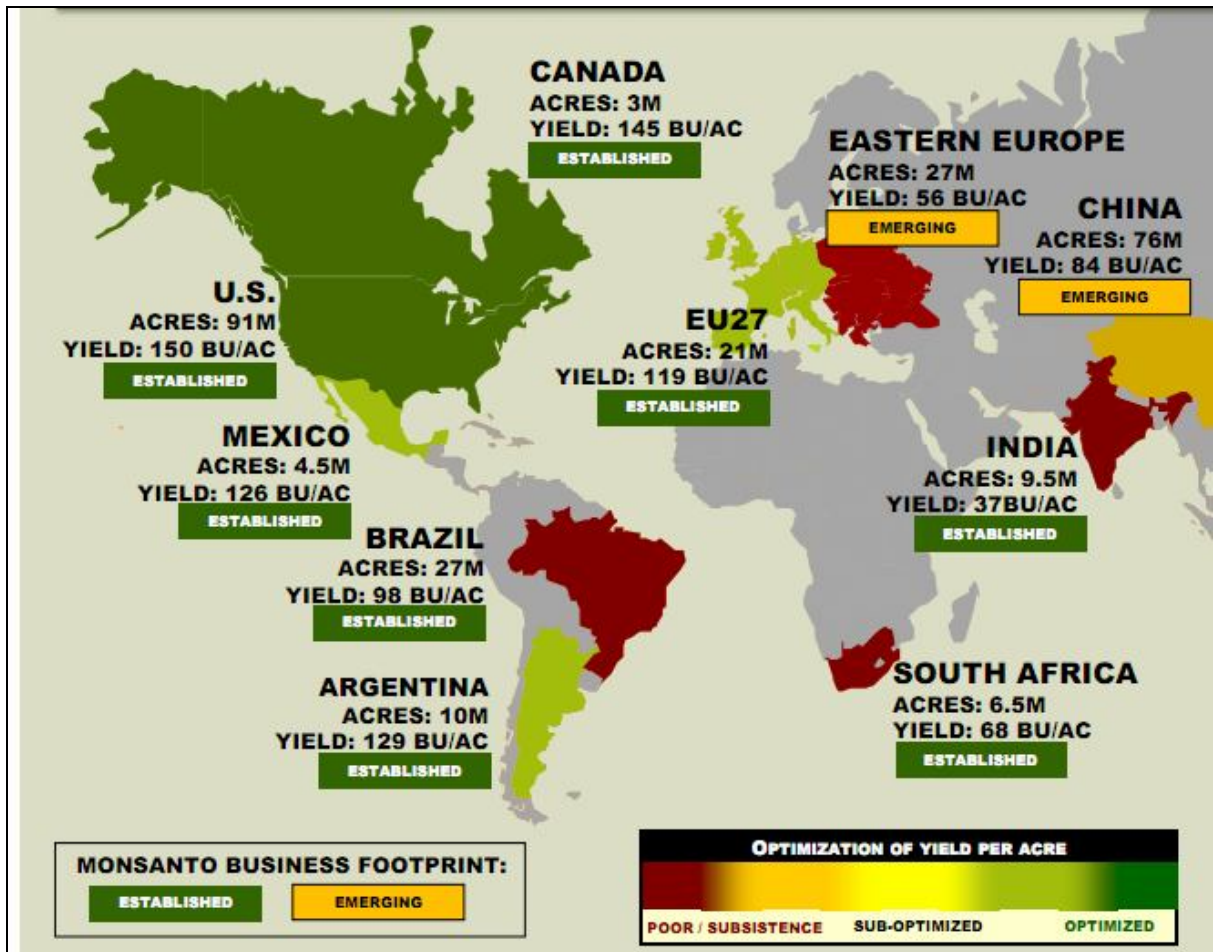 CANADA
ACRES: 3M
YIELD: 145 BU/AC
ESTABLISHED
EASTERN EUROPE
ACRES: 27M
YIELD: 56 BU/AC
EMERGING
CHINA
ACRES: 76M
YIELD: 84 BU/AC
EMERGING
U.S.
ACRES: 91M
YIELD: 150 BU/AC
ESTABLISHED
EU27
ACRES: 21M
YIELD: 119 BU/AC
ESTABLISHED
MEXICO
ACRES: 4.5M
YIELD: 126 BU/AC
ESTABLISHED
INDIA
ACRES: 9.5M
YIELD: 37BU/AC
ESTABLISHED
BRAZIL
ACRES: 27M
YIELD: 98 BU/AC
ESTABLISHED
ARGENTINA
ACRES: 10M
YIELD: 129 BU/AC
ESTABLISHED
SOUTH AFRICA
ACRES: 6.5M
YIELD: 68 BU/AC
ESTABLISHED
MONSANTO BUSINESS FOOTPRINT:
ESTABLISHED EMERGING
OPTIMIZATION OF YIELD PER ACRE
POOR / SUBSISTENCE SUB-OPTIMIZED OPTIMIZED